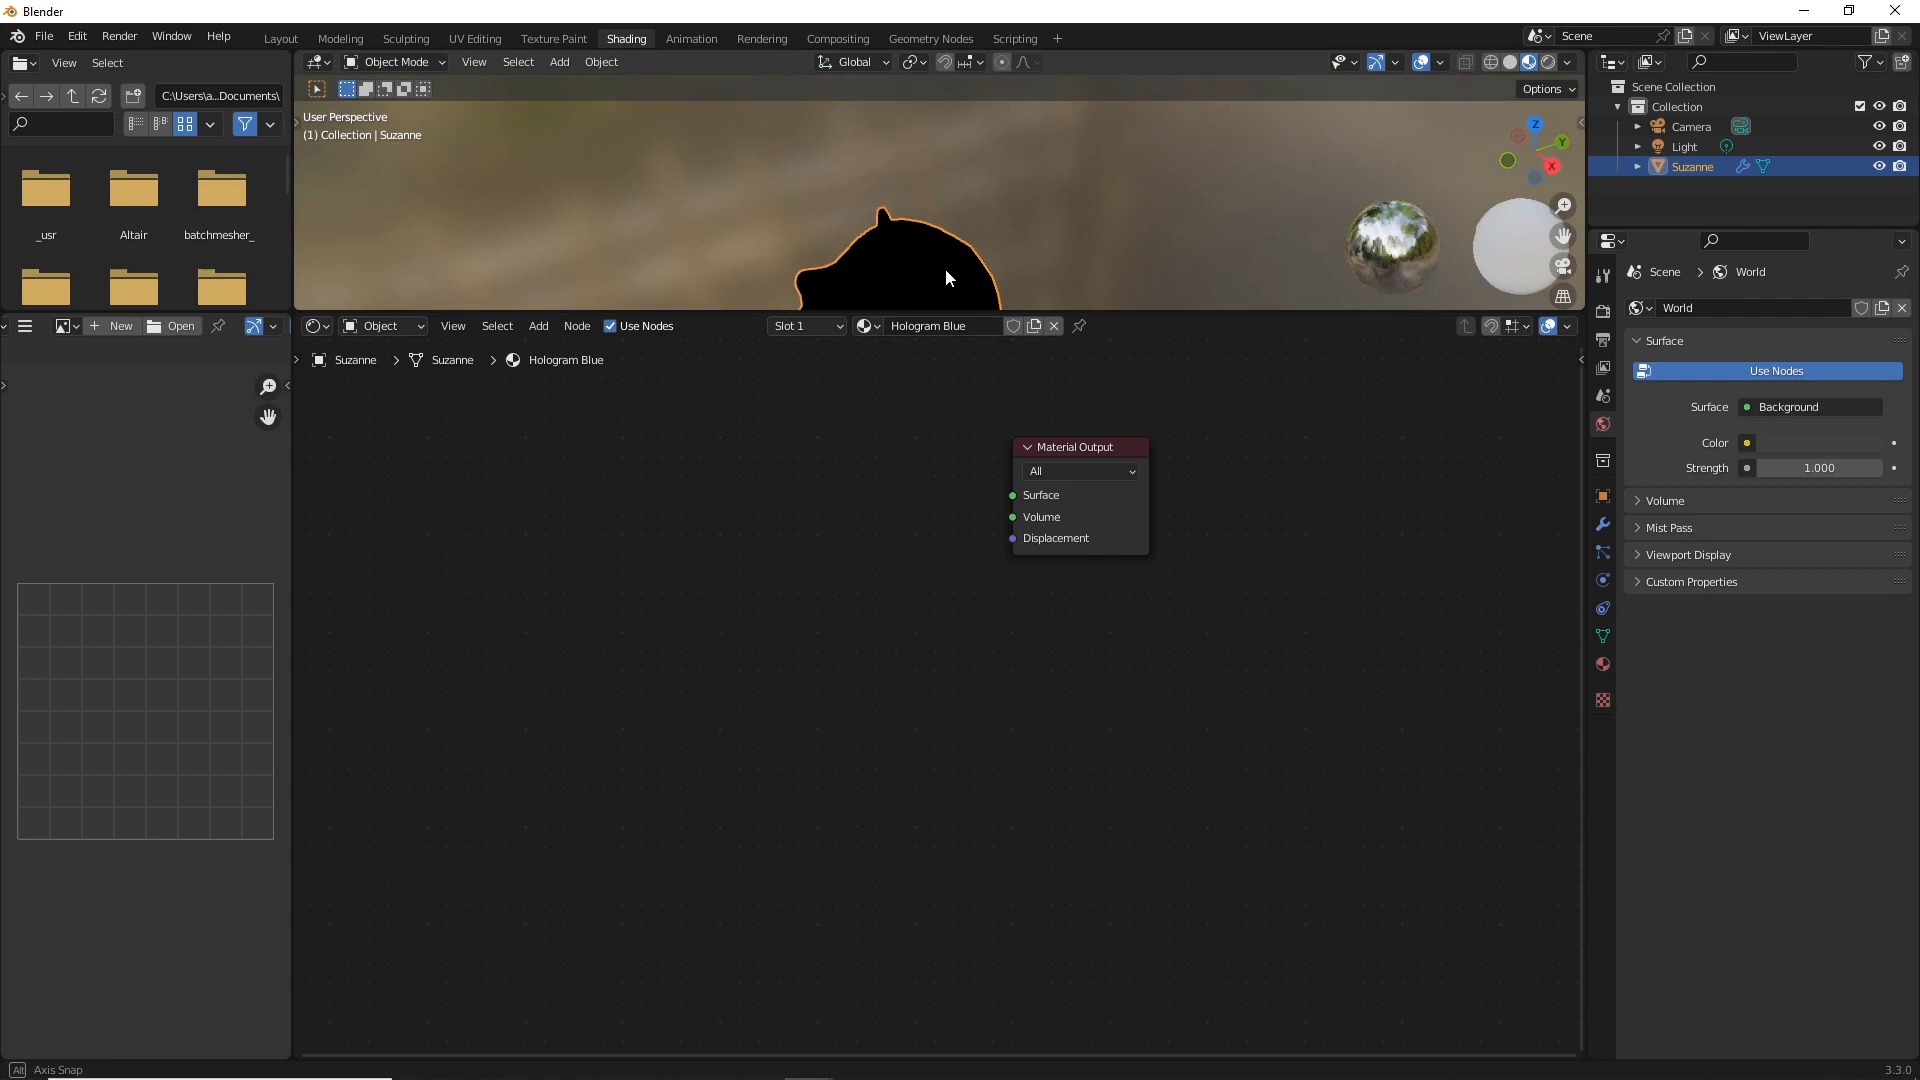 Blender
File Edit Render Window Help
Layout Modeling Sculpting UV Editing Texture Paint Shading Animation Rendering Compositing Geometry Nodes Scripting +
Scene
ViewLayer
View Select
Object Mode View Select Add Object
Global
C:\Users\a...Documents\
Options
User Perspective
(1) Collection | Suzanne
Z
Y
X
_usr
Altair
batchmesher_
Scene Collection
Collection
Camera
Light
Suzanne
New Open
Object View Select Add Node Use Nodes Slot 1 Hologram Blue
Suzanne > Suzanne > Hologram Blue
Material Output
All
Surface
Volume
Displacement
Scene > World
World
Surface
Use Nodes
Surface Background
Color
Strength 1.000
Volume
Mist Pass
Viewport Display
Custom Properties
Alt Axis Snap
3.3.0